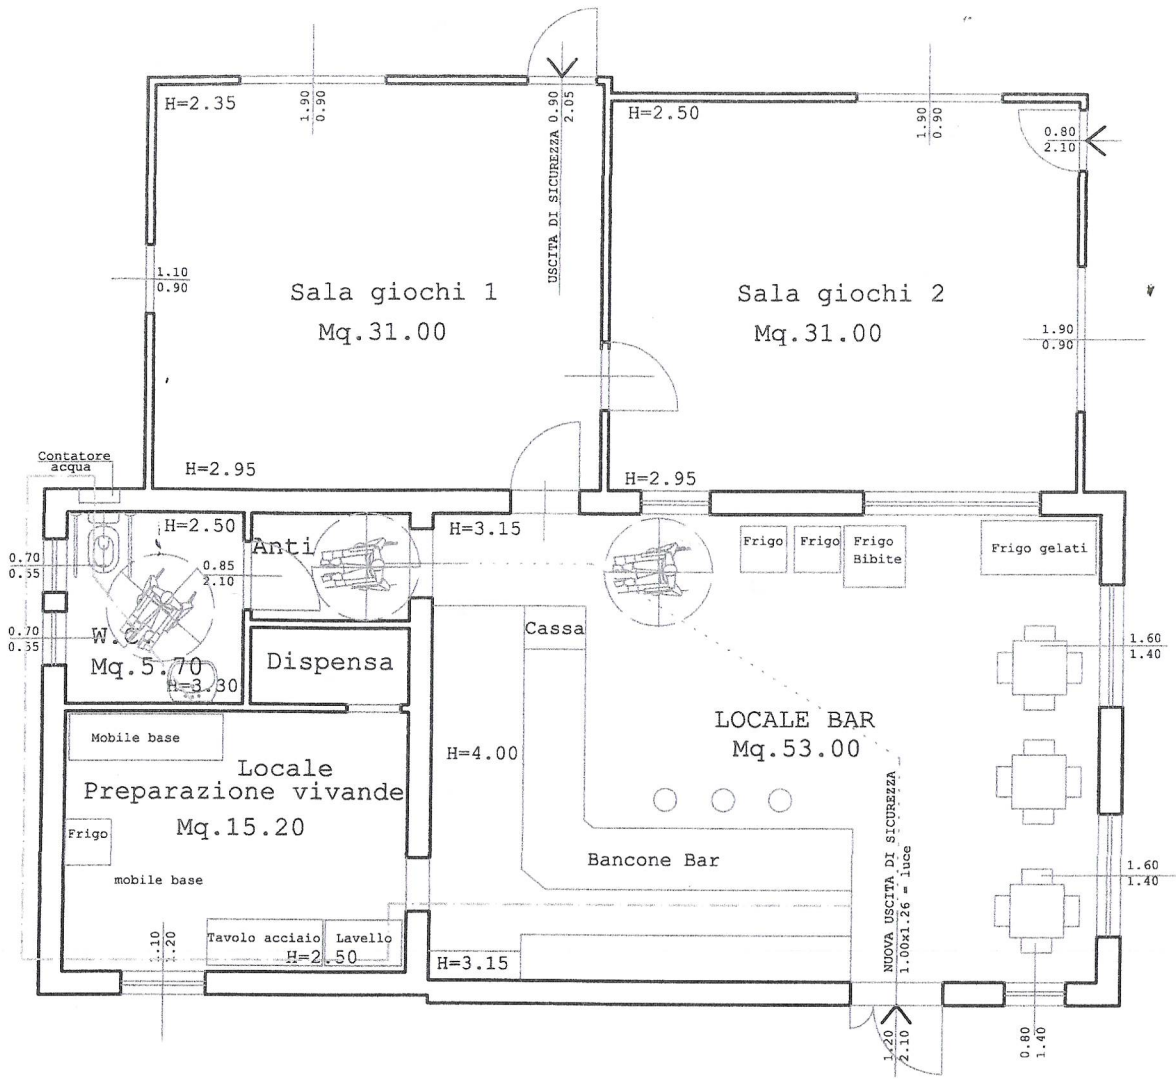 H=2.35
1.90
0.90
USCITA DI SICUREZZA
0.90
2.05
H=2.50
1.90
0.90
0.80
2.10
1.10
0.90
Sala giochi 1
Mq.31.00
Sala giochi 2
Mq.31.00
1.90
0.90
Contatore
acqua
H=2.95
H=2.95
H=2.50
Anti
H=3.15
Frigo
Frigo
Frigo
Bibite
Frigo gelati
0.70
0.55
0.85
2.10
0.70
0.35
W.C.
Mq.5.70
H=3.30
Dispensa
Cassa
1.60
1.40
LOCALE BAR
Mq.53.00
H=4.00
Mobile base
Locale
Preparazione vivande
Mq.15.20
Frigo
mobile base
Bancone Bar
1.60
1.40
NUOVA USCITA DI SICUREZZA
1.00x1.26 = luce
1.10
1.20
Tavolo acciaio
Lavello
H=2.50
H=3.15
1.20
2.10
0.80
1.40